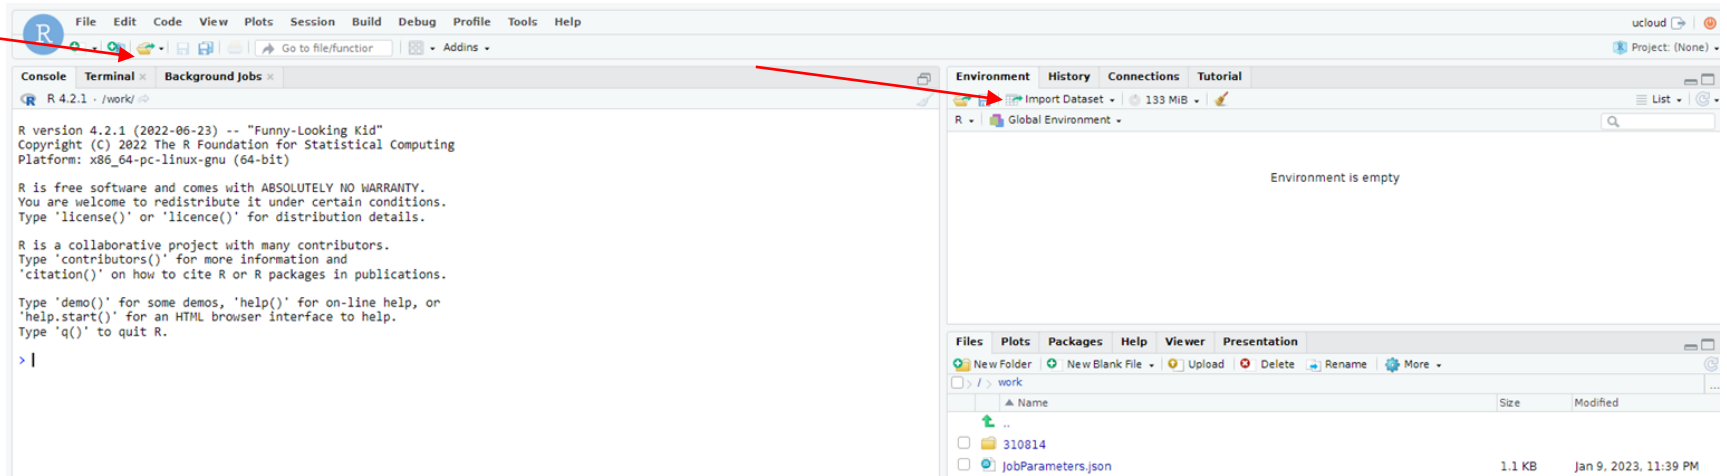 R File Edit Code View Plots Session Build Debug Profile Tools Help ucloud
Go to file/functior Addins Project: (None)
Console Terminal Background Jobs
R R 4.2.1 · /work/
R version 4.2.1 (2022-06-23) -- "Funny-Looking Kid"
Copyright (C) 2022 The R Foundation for Statistical Computing
Platform: x86_64-pc-linux-gnu (64-bit)
R is free software and comes with ABSOLUTELY NO WARRANTY.
You are welcome to redistribute it under certain conditions.
Type 'license()' or 'licence()' for distribution details.
R is a collaborative project with many contributors.
Type 'contributors()' for more information and
'citation()' on how to cite R or R packages in publications.
Type 'demo()' for some demos, 'help()' for on-line help, or
'help.start()' for an HTML browser interface to help.
Type 'q()' to quit R.
>
Environment History Connections Tutorial
Import Dataset 133 MiB List
R Global Environment
Environment is empty
Files Plots Packages Help Viewer Presentation
New Folder New Blank File Upload Delete Rename More
/ > work ...
Name Size Modified
..
310814
JobParameters.json 1.1 KB Jan 9, 2023, 11:39 PM